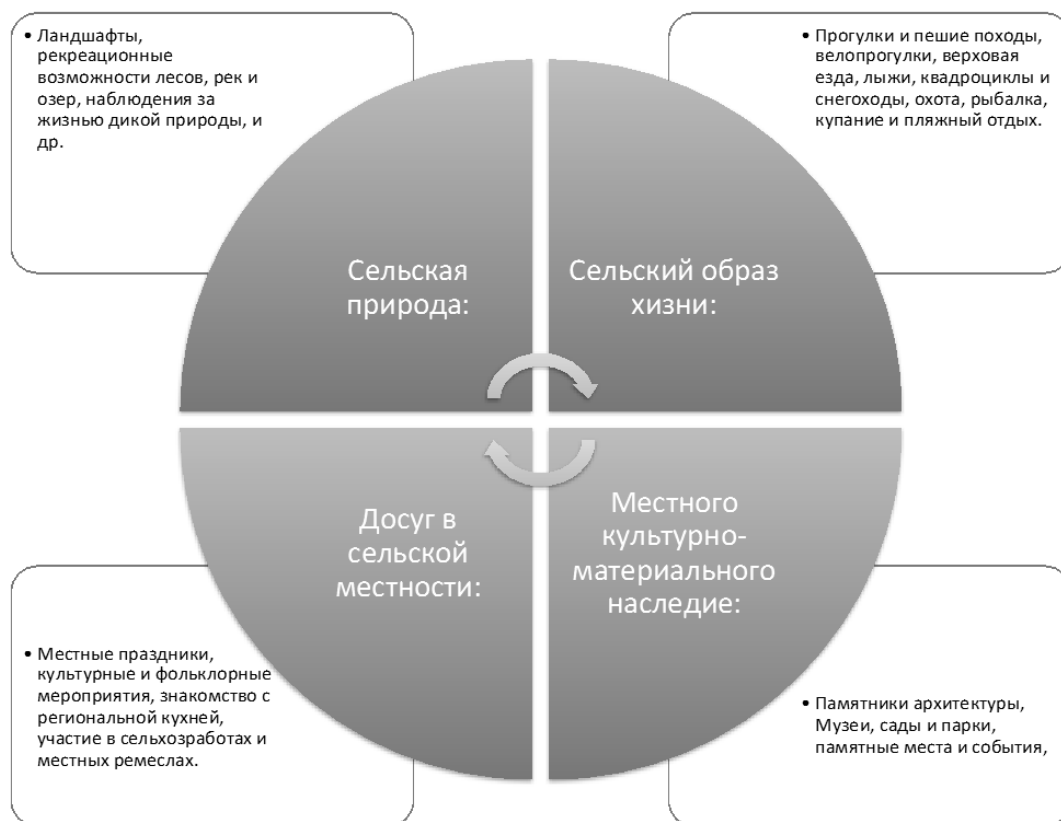 • Ландшафты,
рекреационные
возможности лесов, рек и
озер, наблюдения за
жизнью дикой природы, и
др.
• Прогулки и пешие походы,
велопрогулки, верховая
езда, лыжи, квадроциклы и
снегоходы, охота, рыбалка,
купание и пляжный отдых.
Сельская
природа:
Сельский образ
хизни:
Досуг в
сельской
местности:
Местного
культурно-
материального
наследие:
• Местные праздники,
культурные и фольклорные
мероприятия, знакомство с
региональной кухней,
участие в сельхозработах и
местных ремеслах.
• Памятники архитектуры,
Музеи, сады и парки,
памятные места и события,